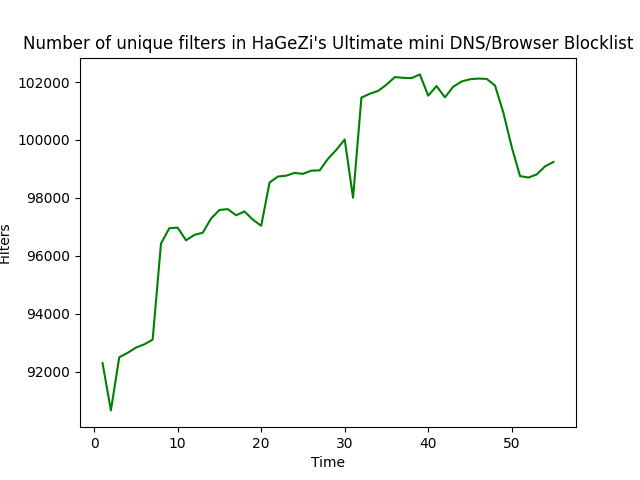 Number of unique filters in HaGeZi's Ultimate mini DNS/Browser Blocklist
102000
100000
98000
96000
94000
92000
Filters
0 10 20 30 40 50
Time